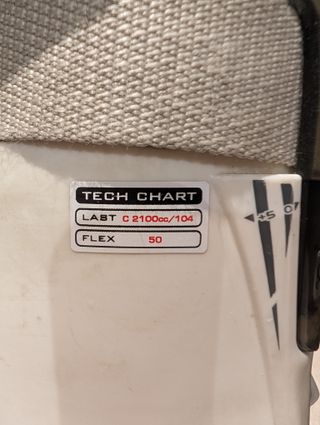 TECH CHART
LAST C 2100cc/104
FLEX 50
+5 0